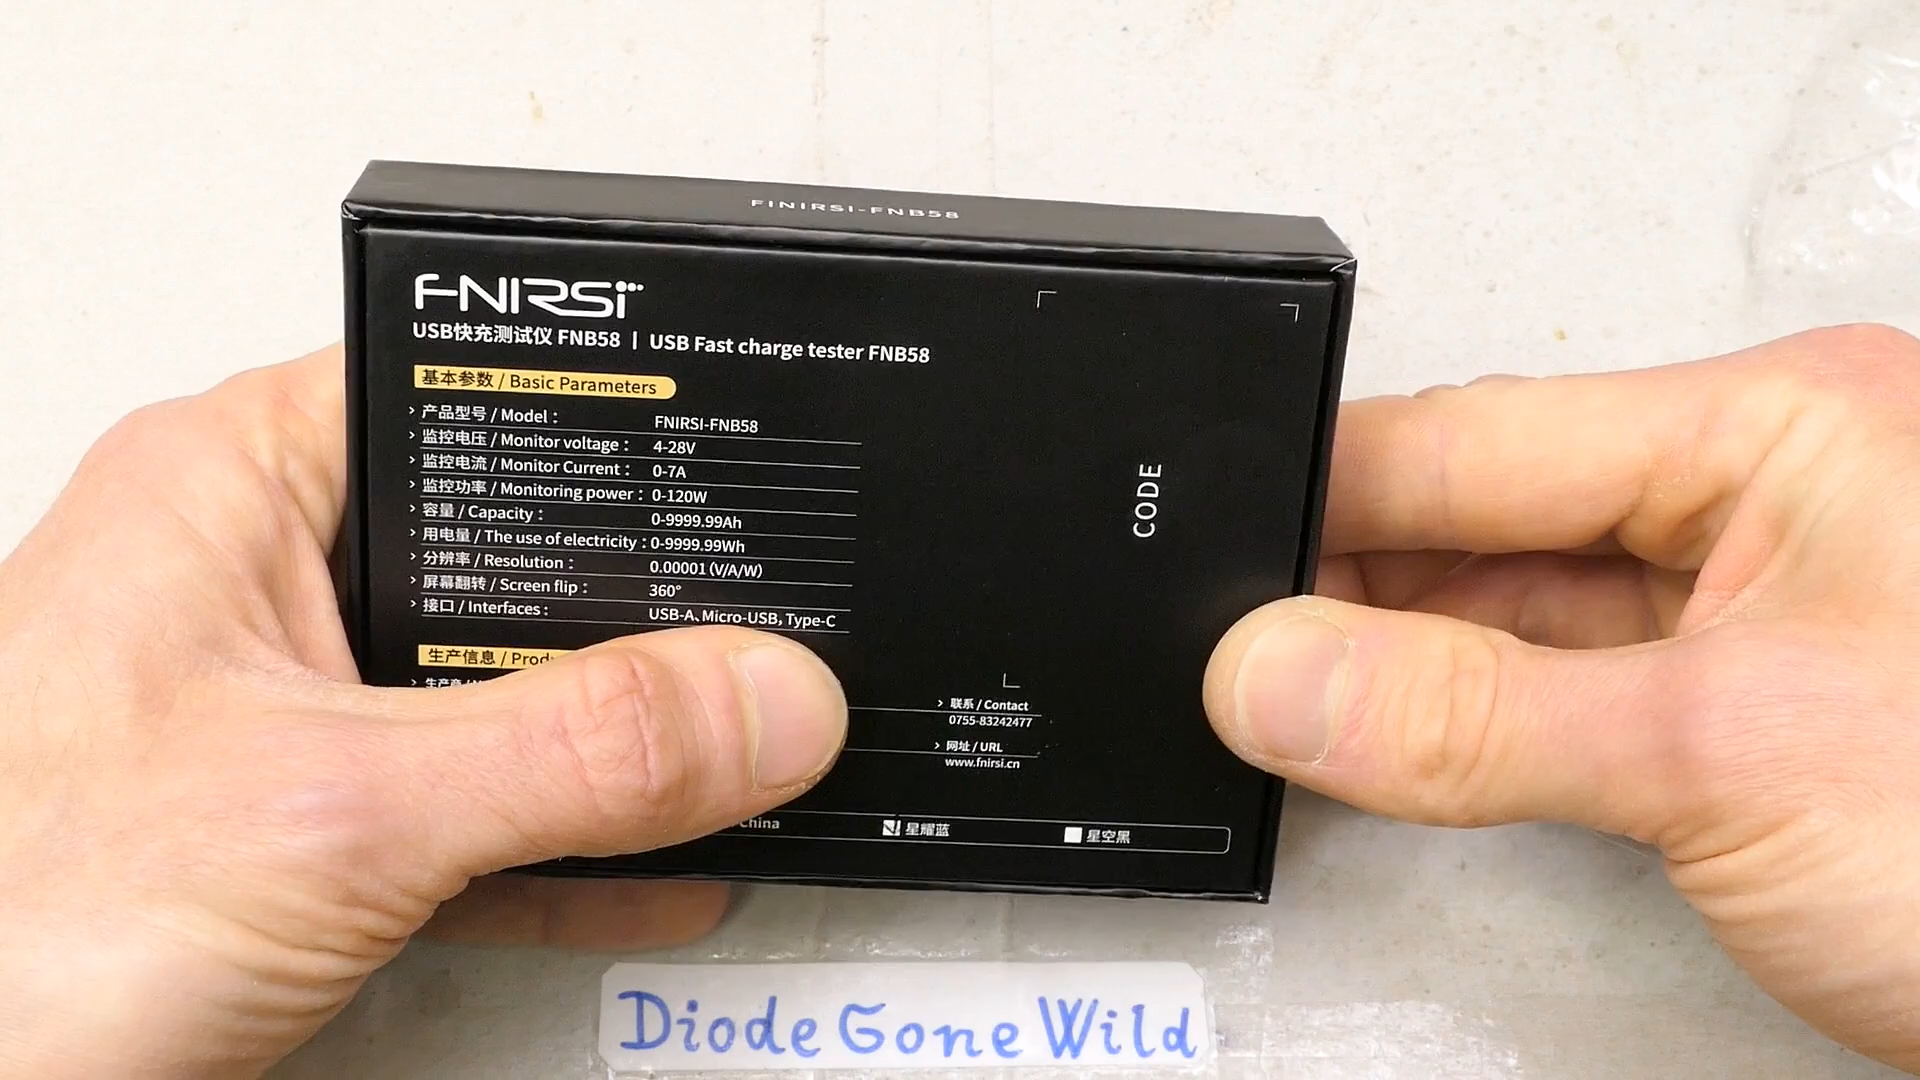 FINIRSI-FNB58
FNIRSI
USB快充测试仪 FNB58 | USB Fast charge tester FNB58
基本参数 / Basic Parameters
› 产品型号 / Model : FNIRSI-FNB58
› 监控电压 / Monitor voltage : 4-28V
› 监控电流 / Monitor Current : 0-7A
› 监控功率 / Monitoring power : 0-120W
› 容量 / Capacity : 0-9999.99Ah
› 用电量 / The use of electricity : 0-9999.99Wh
› 分辨率 / Resolution : 0.00001 (V/A/W)
› 屏幕翻转 / Screen flip : 360°
› 接口 / Interfaces : USB-A、Micro-USB, Type-C
CODE
生产信息 /
› 生产商 /
› 联系 / Contact
0755-83242477
› 网址 / URL
www.fnirsi.cn
China
星耀蓝
星空黑
Diode Gone Wild